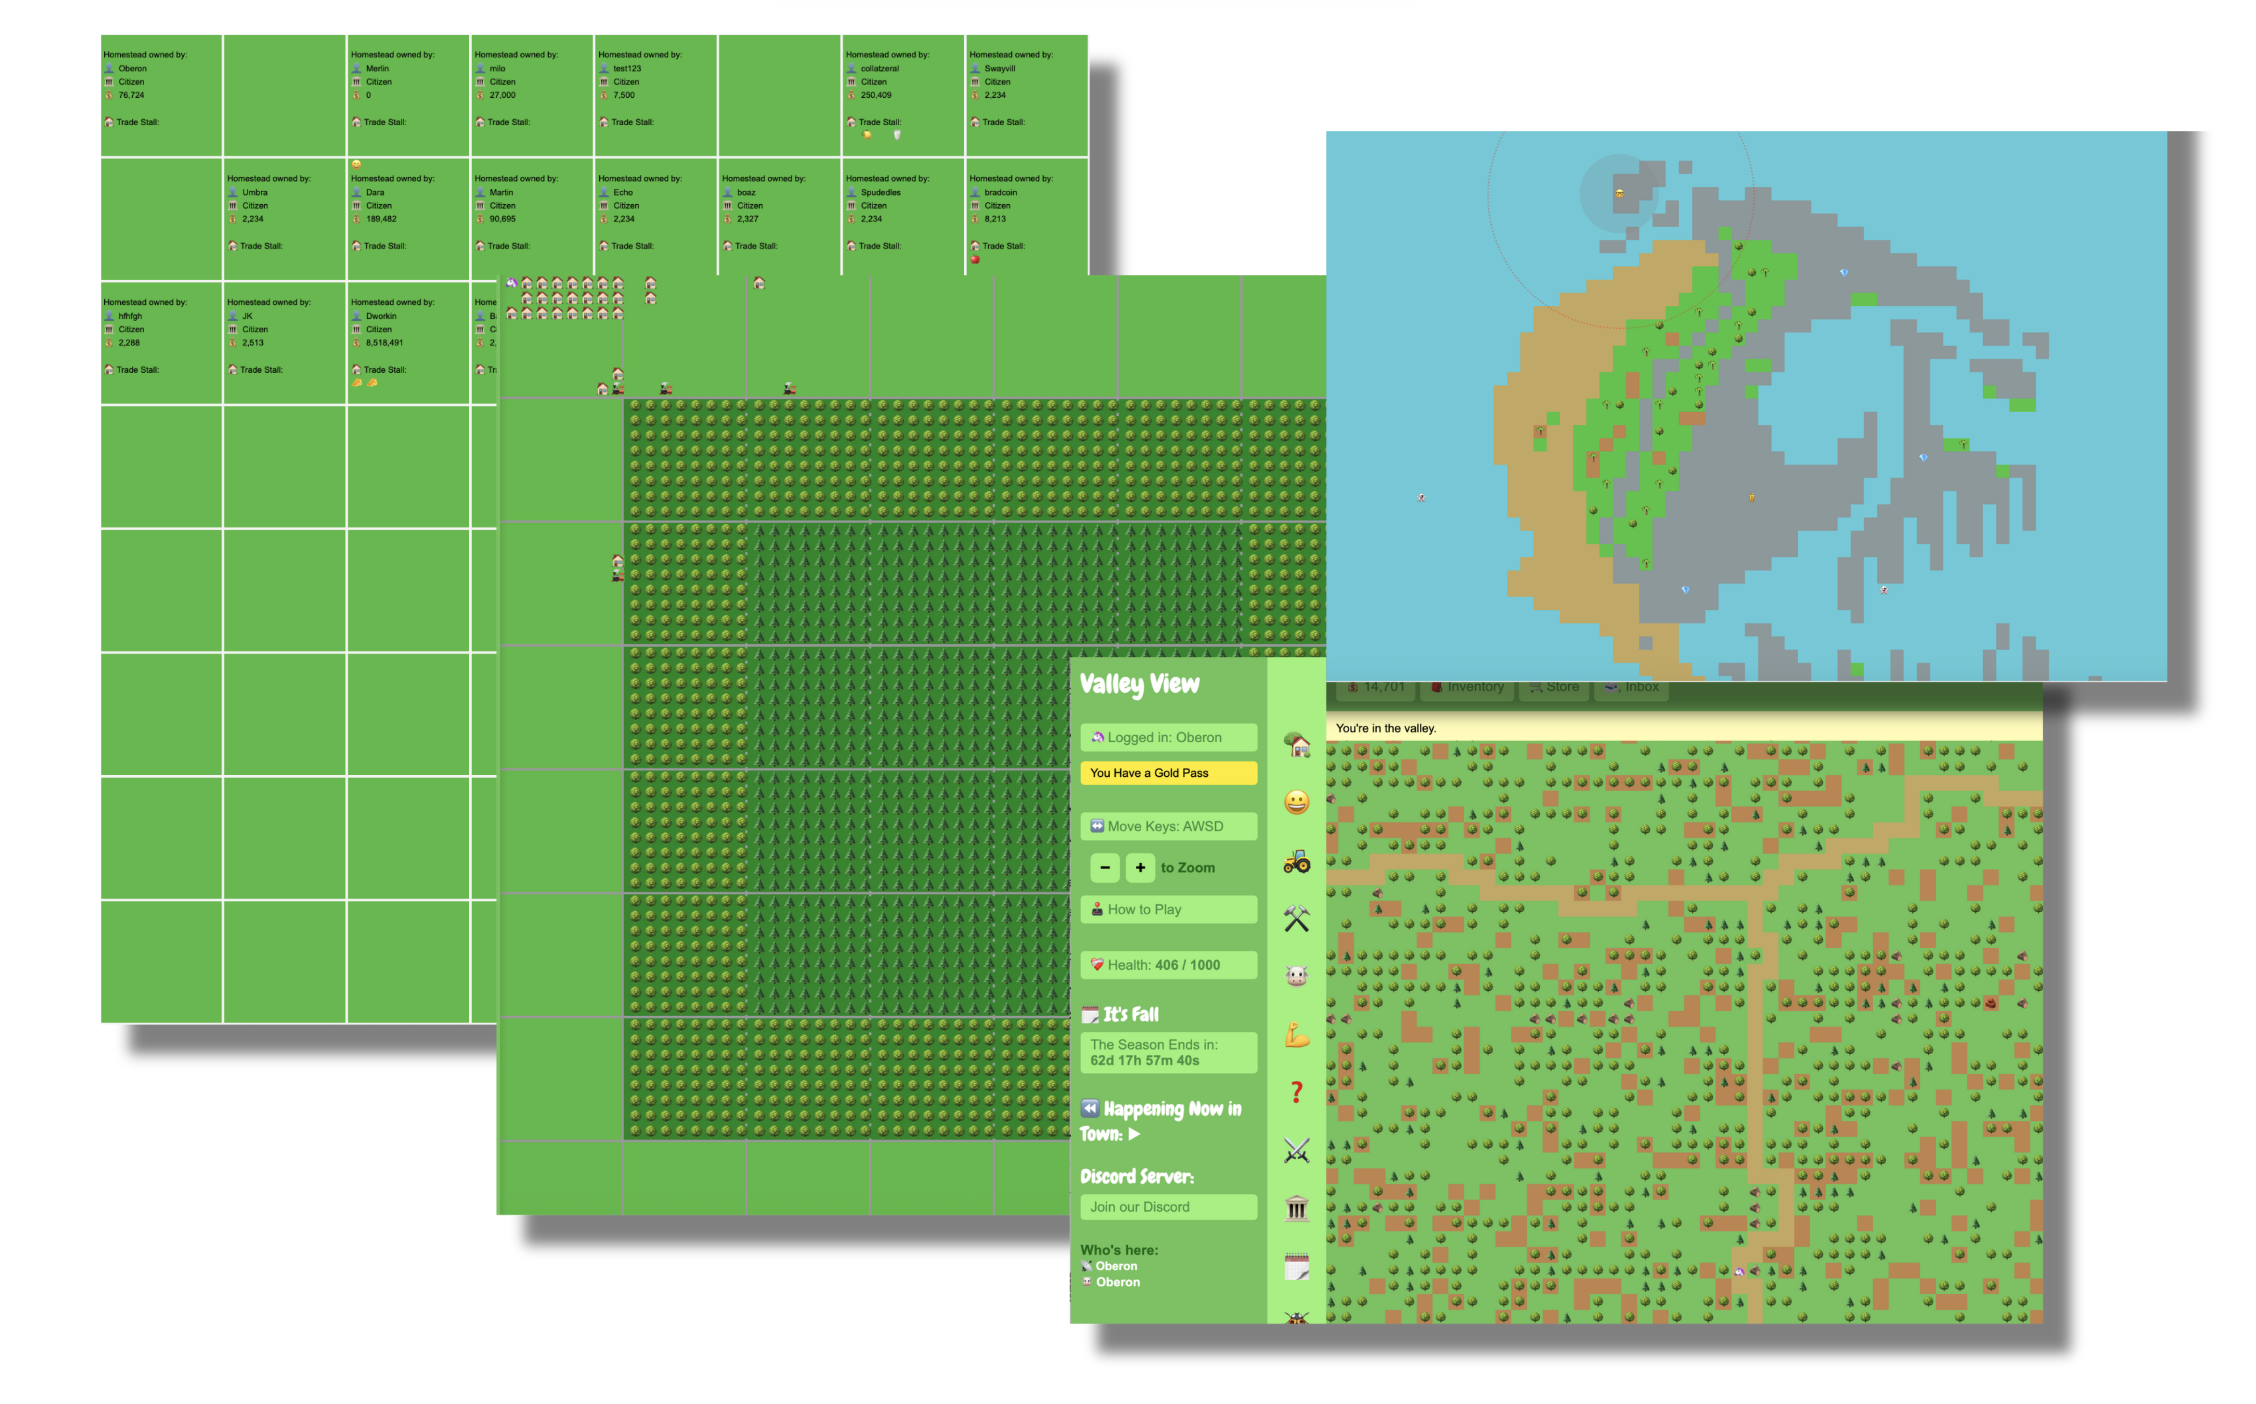 Homestead owned by:
Oberon
Citizen
76,724
Trade Stall:
Homestead owned by:
Merlin
Citizen
0
Trade Stall:
Homestead owned by:
milo
Citizen
27,000
Trade Stall:
Homestead owned by:
test123
Citizen
7,500
Trade Stall:
Homestead owned by:
collatzeral
Citizen
250,409
Trade Stall:
Homestead owned by:
Swayvill
Citizen
2,234
Trade Stall:
Homestead owned by:
Umbra
Citizen
2,234
Trade Stall:
Homestead owned by:
Dara
Citizen
189,482
Trade Stall:
Homestead owned by:
Martin
Citizen
90,695
Trade Stall:
Homestead owned by:
Echo
Citizen
2,234
Trade Stall:
Homestead owned by:
boaz
Citizen
2,327
Trade Stall:
Homestead owned by:
Spudedles
Citizen
2,234
Trade Stall:
Homestead owned by:
bradcoin
Citizen
8,213
Trade Stall:
Homestead owned by:
hfhfgh
Citizen
2,288
Trade Stall:
Homestead owned by:
JK
Citizen
2,513
Trade Stall:
Homestead owned by:
Dworkin
Citizen
8,518,491
Trade Stall:
Valley View
Logged in: Oberon
You Have a Gold Pass
Move Keys: AWSD
− + to Zoom
How to Play
Health: 406 / 1000
It's Fall
The Season Ends in:
62d 17h 57m 40s
Happening Now in
Town:
Discord Server:
Join our Discord
Who's here:
Oberon
Oberon
14,701 Inventory Store Inbox
You're in the valley.